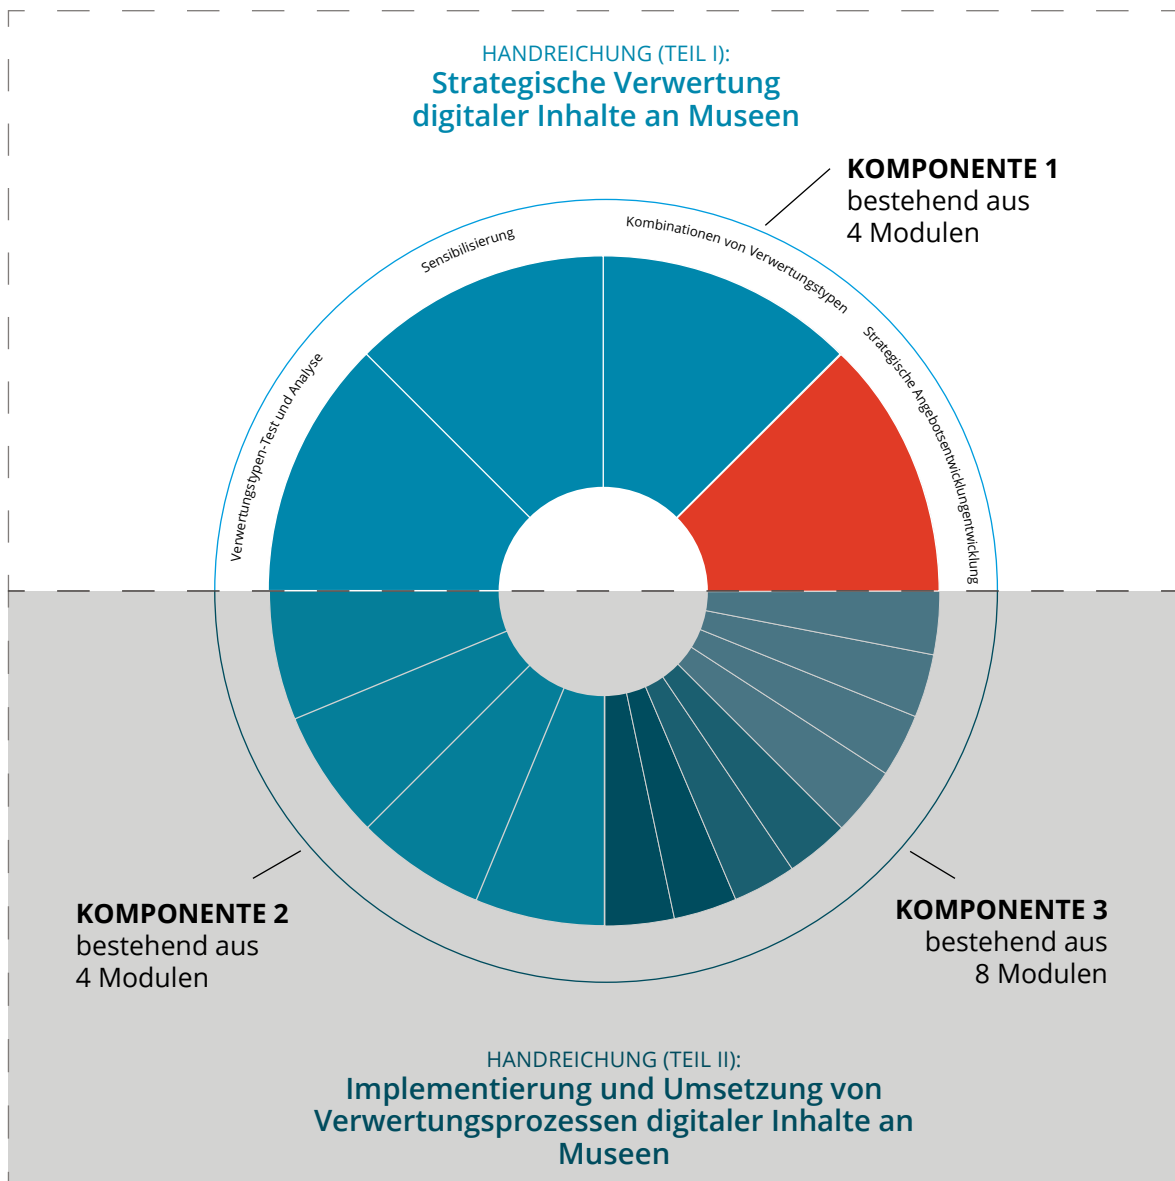 HANDREICHUNG (TEIL I):
Strategische Verwertung
digitaler Inhalte an Museen
KOMPONENTE 1
bestehend aus
4 Modulen
Verwertungstypen-Test und Analyse
Sensibilisierung
Kombinationen von Verwertungstypen
Strategische Angebotsentwicklungentwicklung
KOMPONENTE 2
bestehend aus
4 Modulen
KOMPONENTE 3
bestehend aus
8 Modulen
HANDREICHUNG (TEIL II):
Implementierung und Umsetzung von
Verwertungsprozessen digitaler Inhalte an
Museen